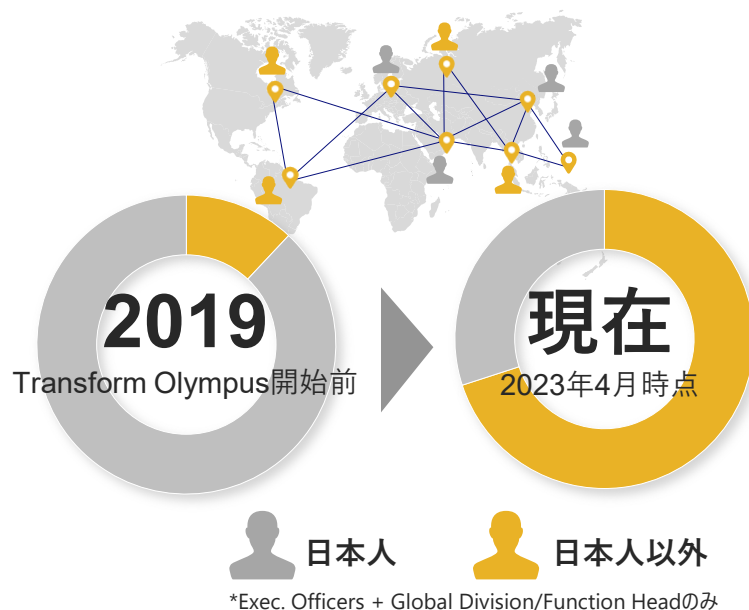 2019
Transform Olympus開始前
現在
2023年4月時点
日本人
日本人以外
*Exec. Officers + Global Division/Function Headのみ